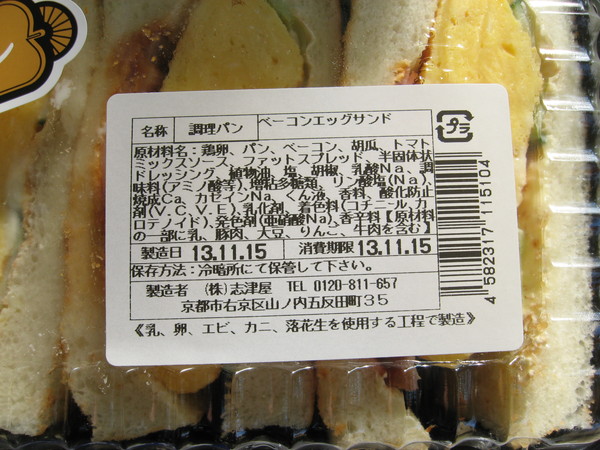 名称 調理パン ベーコンエッグサンド
プラ
原材料名：鶏卵、パン、ベーコン、胡瓜、トマト
ミックスソース、ファットスプレッド、半固体状
ドレッシング、植物油、塩、胡椒、乳酸Na、調
味料(アミノ酸等)、増粘多糖類、リン酸塩(Na)、
焼成Ca、カゼインNa、くん液、香料、酸化防止
剤(V.C、V.E)、乳化剤、着色料(コチニール、カ
ロテノイド)、発色剤(亜硝酸Na)、香辛料【原材料
の一部に乳、豚肉、大豆、りんご、牛肉を含む】
製造日 13.11.15 消費期限 13.11.15
保存方法：冷暗所にて保管して下さい。
製造者 (株)志津屋 TEL 0120-811-657
京都市右京区山ノ内五反田町35
《乳、卵、エビ、カニ、落花生を使用する工程で製造》
4 582317 115104